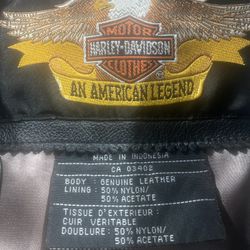 MOTOR
HARLEY-DAVIDSON
CLOTHES
AN AMERICAN LEGEND
MADE IN INDONESIA
CA 03402
BODY : GENUINE LEATHER
LINING : 50% NYLON/
50% ACETATE
TISSUE D'EXTERIEUR :
CUIR VERITABLE
DOUBLURE : 50% NYLON/
50% ACETATE